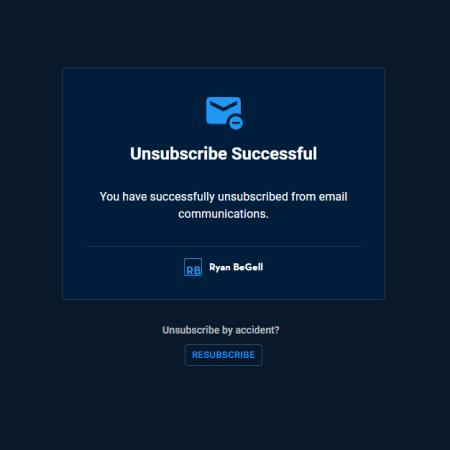 Unsubscribe Successful
You have successfully unsubscribed from email
communications.
RB Ryan BeGell
Unsubscribe by accident?
RESUBSCRIBE